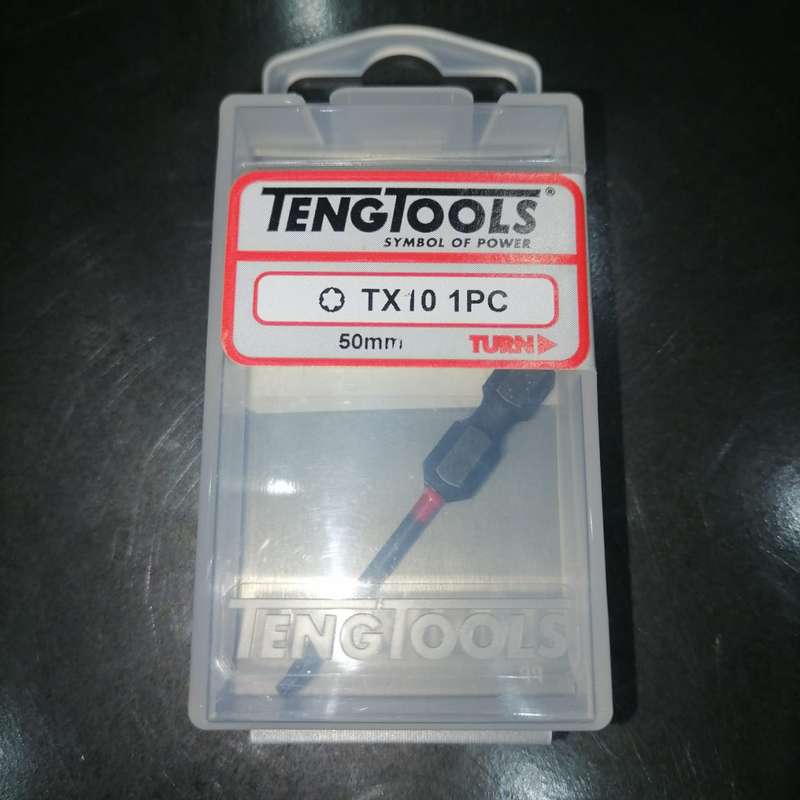 TENGTOOLS®
SYMBOL OF POWER
TX10 1PC
50mm
TURN
TENGTOOLS